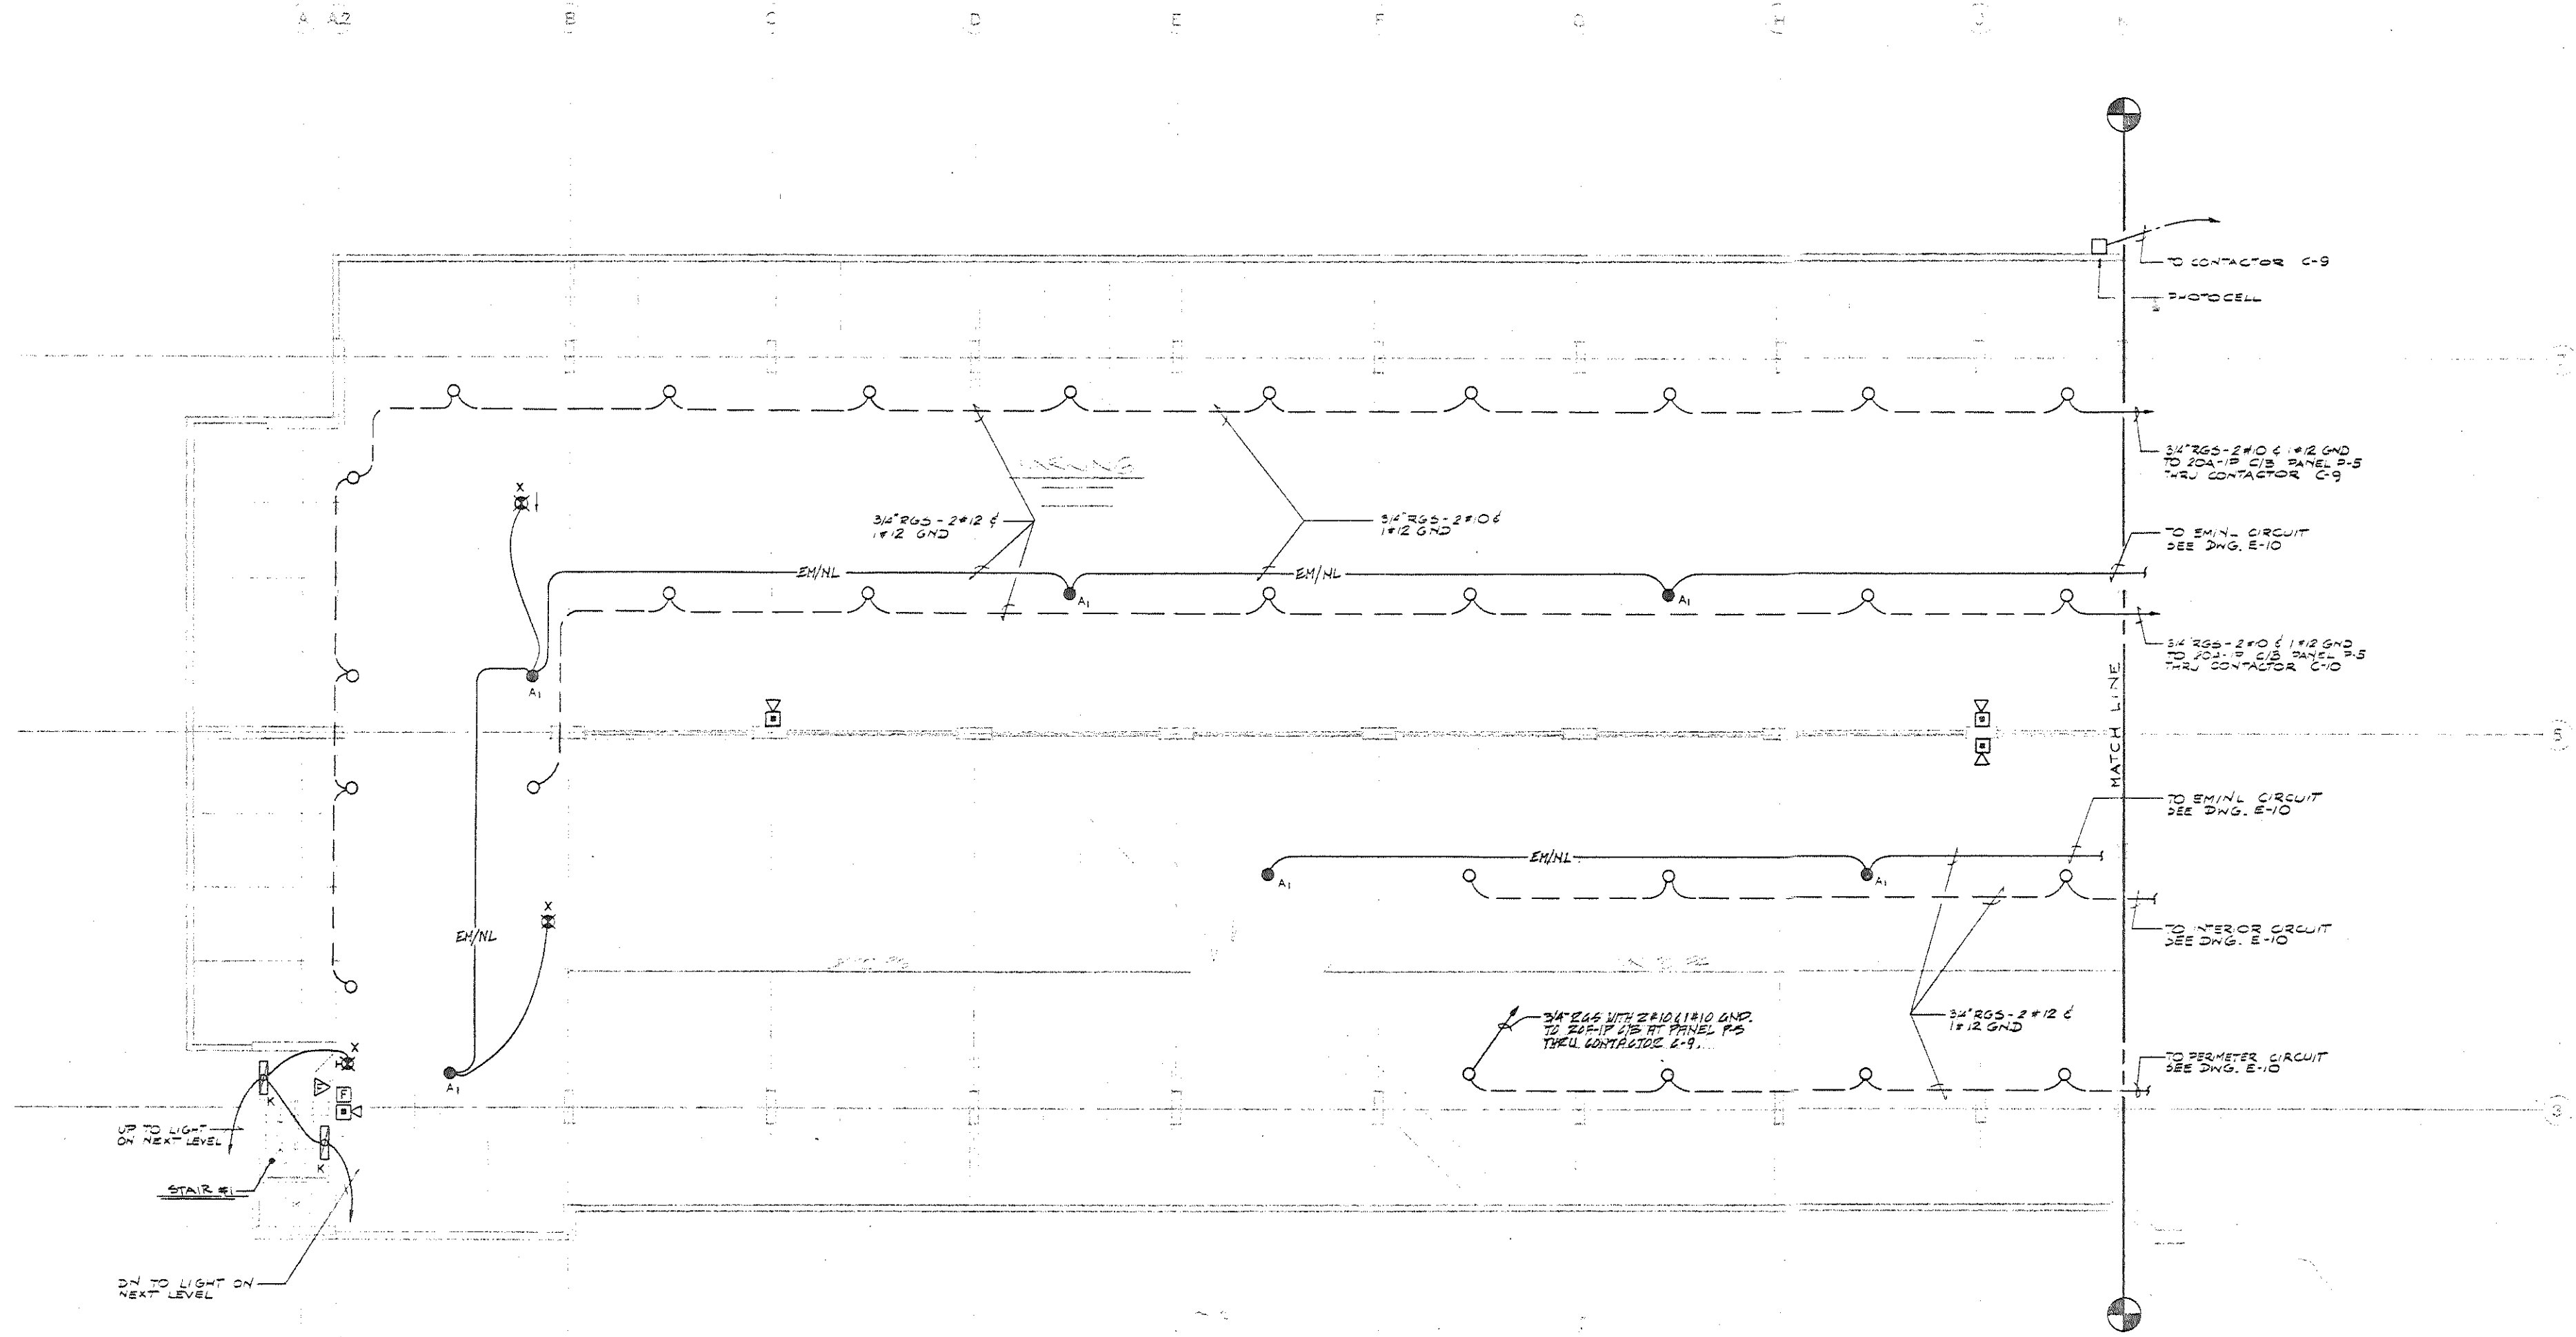 A A2 B C D E F G H J K
TO CONTACTOR C-9
PHOTOCELL
3/4" RGS - 2#10 & 1#12 GND
TO 20A-1P C/B PANEL P-5
THRU CONTACTOR C-9
X
3/4" RGS - 2#12 &
1#12 GND
3/4" RGS - 2#10 &
1#12 GND
TO EM/NL CIRCUIT
SEE DWG. E-10
EM/NL
EM/NL
A1
A1
3/4" RGS - 2#10 & 1#12 GND
TO 20A-1P C/B PANEL P-5
THRU CONTACTOR C-10
A1
MATCH LINE
TO EM/NL CIRCUIT
SEE DWG. E-10
EM/NL
A1
A1
X
EM/NL
TO INTERIOR CIRCUIT
SEE DWG. E-10
3/4" RGS WITH 2#10 & 1#10 GND.
TO 20A-1P C/B AT PANEL P-5
THRU CONTACTOR C-9.
3/4" RGS - 2#12 &
1#12 GND
X
H
A1
F
F
K
TO PERIMETER CIRCUIT
SEE DWG. E-10
3
UP TO LIGHT
ON NEXT LEVEL
K
STAIR #1
DN TO LIGHT ON
NEXT LEVEL